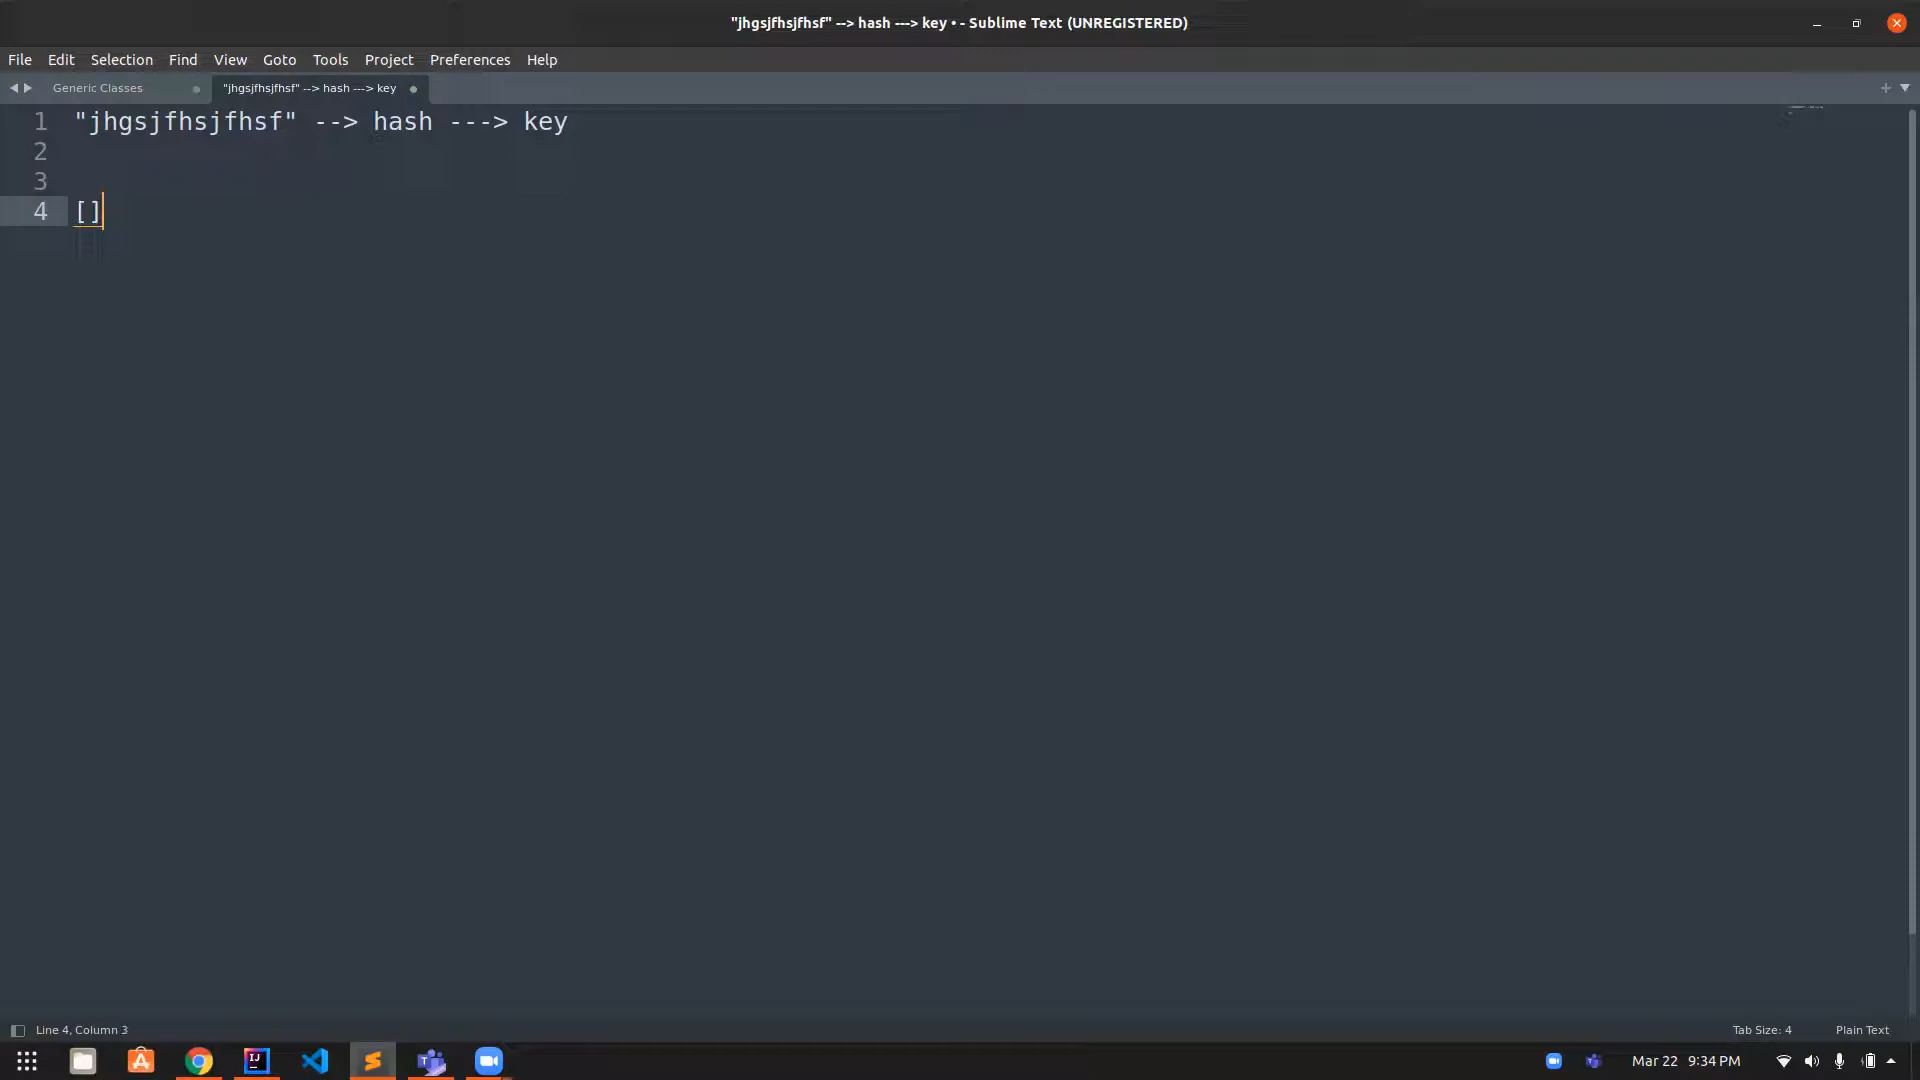 "jhgsjfhsjfhsf" --> hash ---> key • - Sublime Text (UNREGISTERED)
File Edit Selection Find View Goto Tools Project Preferences Help
Generic Classes "jhgsjfhsjfhsf" --> hash ---> key
1 "jhgsjfhsjfhsf" --> hash ---> key
2
3
4 []
Line 4, Column 3 Tab Size: 4 Plain Text
Mar 22 9:34 PM